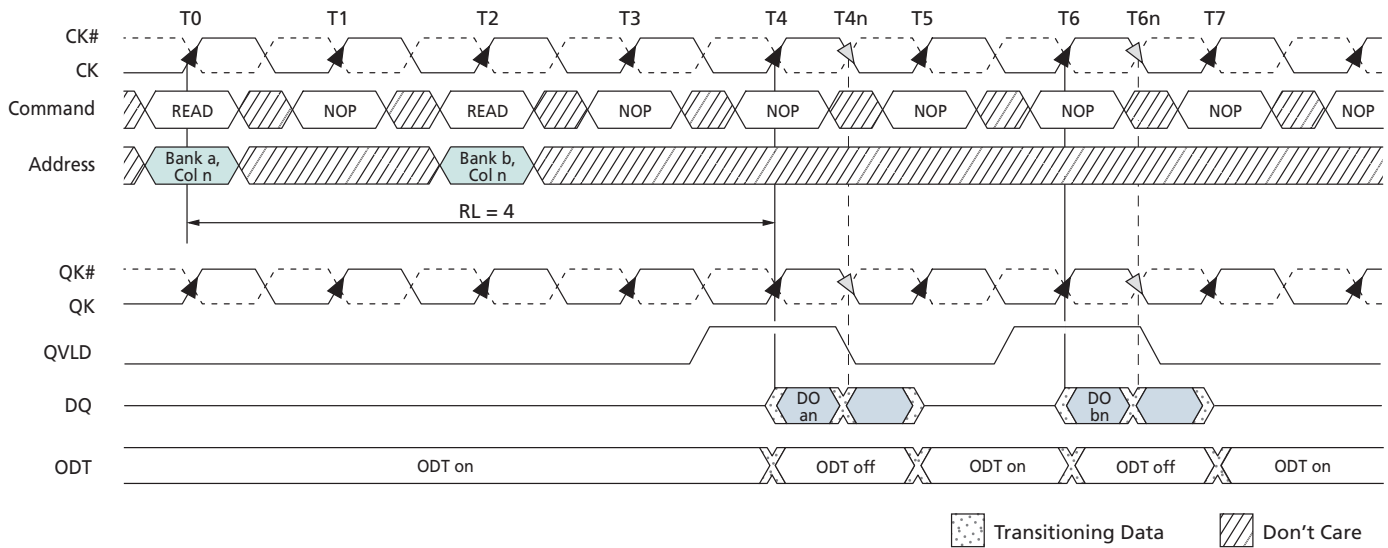 T0 T1 T2 T3 T4 T4n T5 T6 T6n T7
CK#
CK
Command READ NOP READ NOP NOP NOP NOP NOP NOP
Address Bank a, Col n Bank b, Col n
RL = 4
QK#
QK
QVLD
DQ DO an DO bn
ODT ODT on ODT off ODT on ODT off ODT on
Transitioning Data Don't Care